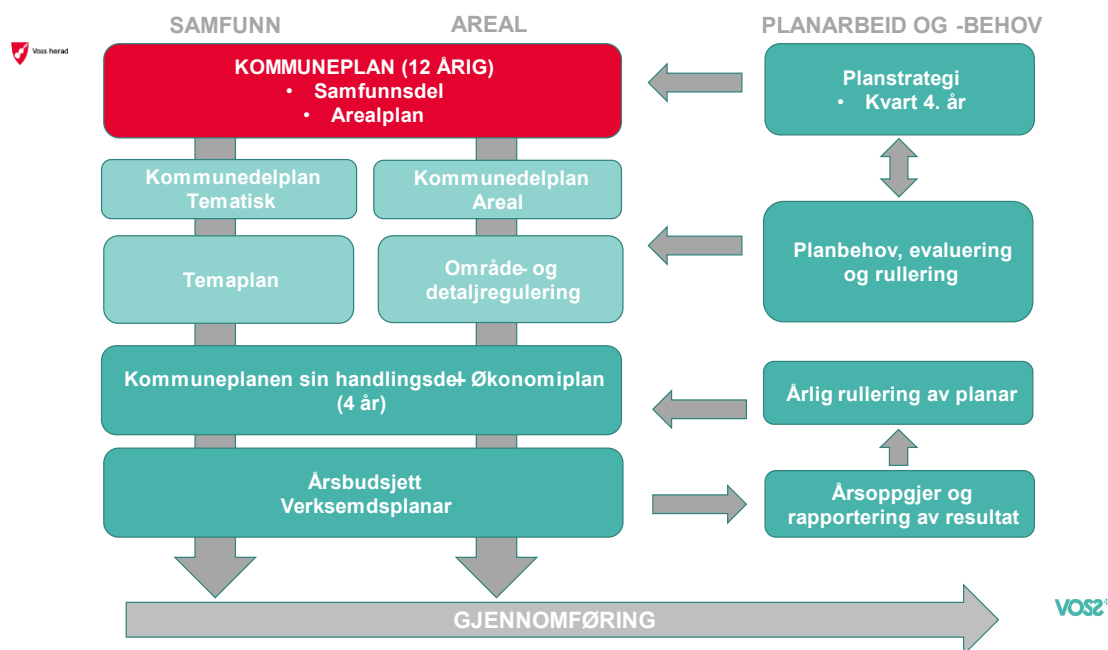 SAMFUNN
AREAL
PLANARBEID OG -BEHOV
Voss herad
KOMMUNEPLAN (12 ÅRIG)
• Samfunnsdel
• Arealplan
Planstrategi
• Kvart 4. år
Kommunedelplan
Tematisk
Kommunedelplan
Areal
Temaplan
Område- og
detaljregulering
Planbehov, evaluering
og rullering
Kommuneplanen sin handlingsdel- Økonomiplan
(4 år)
Årlig rullering av planar
Årsbudsjett
Verksemdsplanar
Årsoppgjer og
rapportering av resultat
GJENNOMFØRING
VOSS